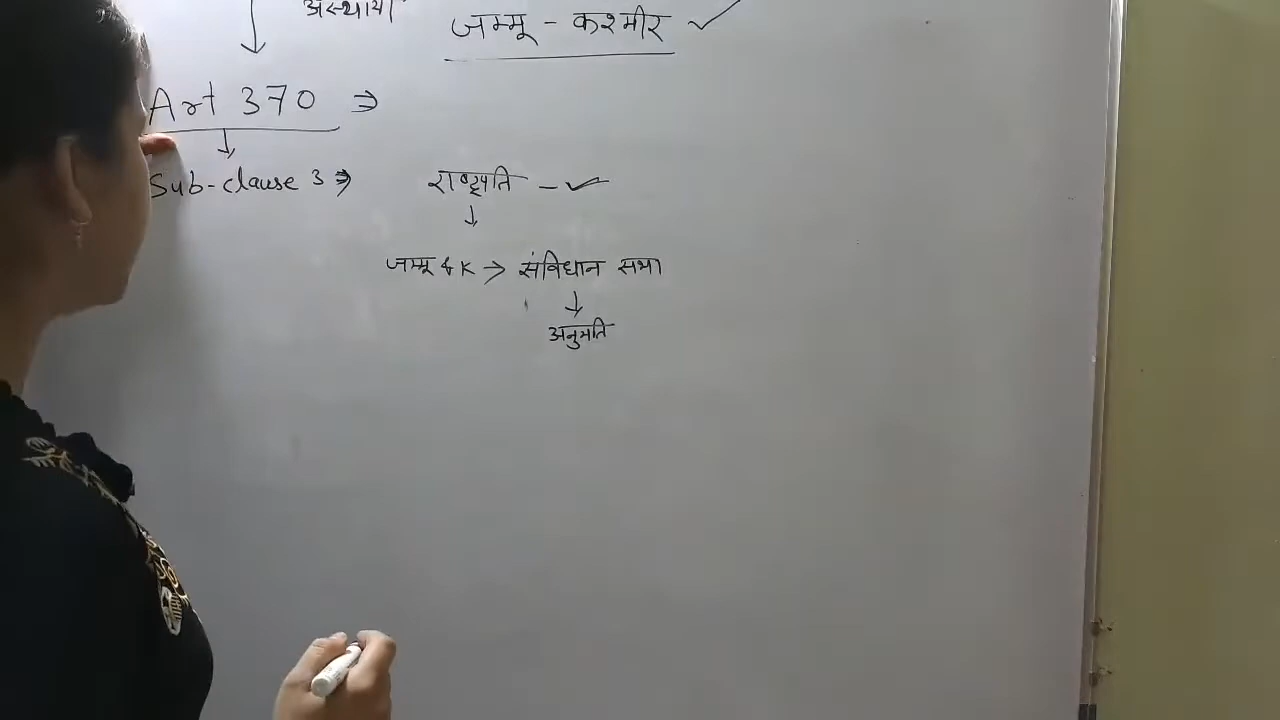 अस्थायी
जम्मू - कश्मीर ✓
Art 370 ⇒
Sub-clause 3 ⇒ राष्ट्रपति - ✓
जम्मू & K → संविधान सभा
अनुमति